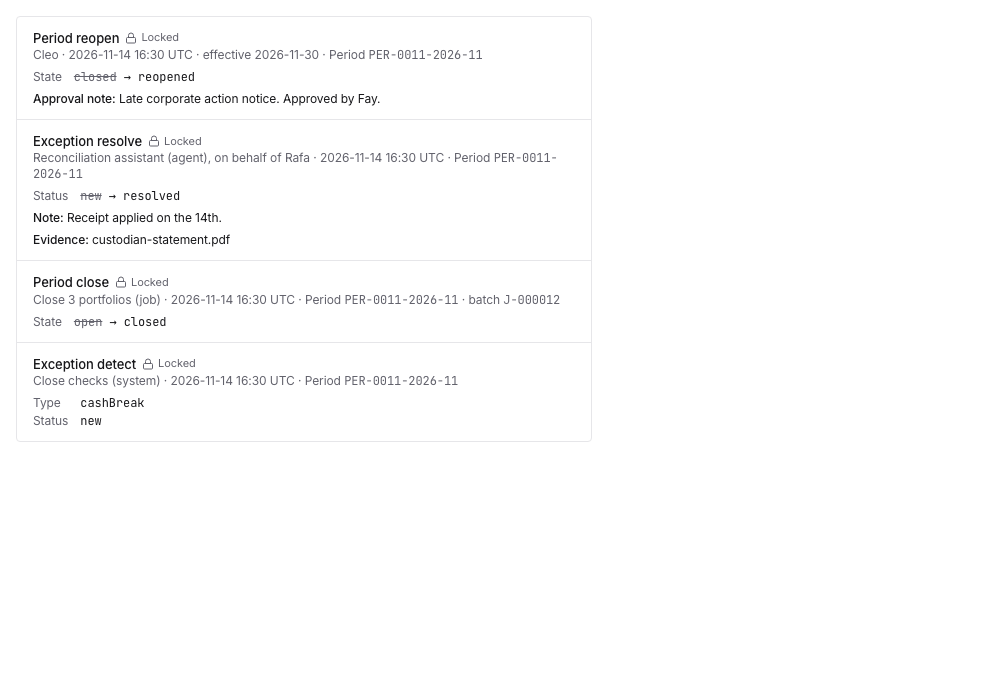 Period reopen Locked
Cleo · 2026-11-14 16:30 UTC · effective 2026-11-30 · Period PER-0011-2026-11
State closed → reopened
Approval note: Late corporate action notice. Approved by Fay.
Exception resolve Locked
Reconciliation assistant (agent), on behalf of Rafa · 2026-11-14 16:30 UTC · Period PER-0011-
2026-11
Status new → resolved
Note: Receipt applied on the 14th.
Evidence: custodian-statement.pdf
Period close Locked
Close 3 portfolios (job) · 2026-11-14 16:30 UTC · Period PER-0011-2026-11 · batch J-000012
State open → closed
Exception detect Locked
Close checks (system) · 2026-11-14 16:30 UTC · Period PER-0011-2026-11
Type cashBreak
Status new